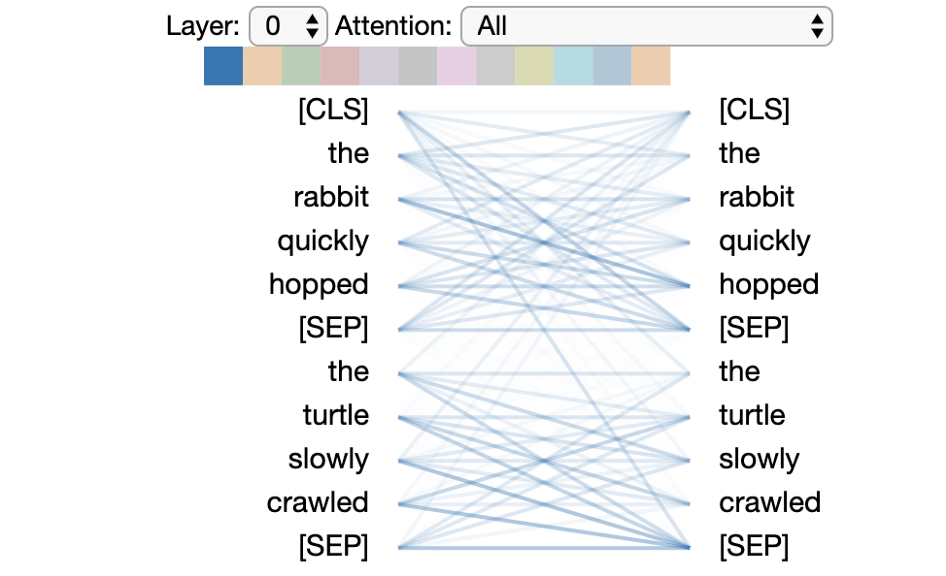 Layer: 0 Attention: All
[CLS] [CLS]
the the
rabbit rabbit
quickly quickly
hopped hopped
[SEP] [SEP]
the the
turtle turtle
slowly slowly
crawled crawled
[SEP] [SEP]